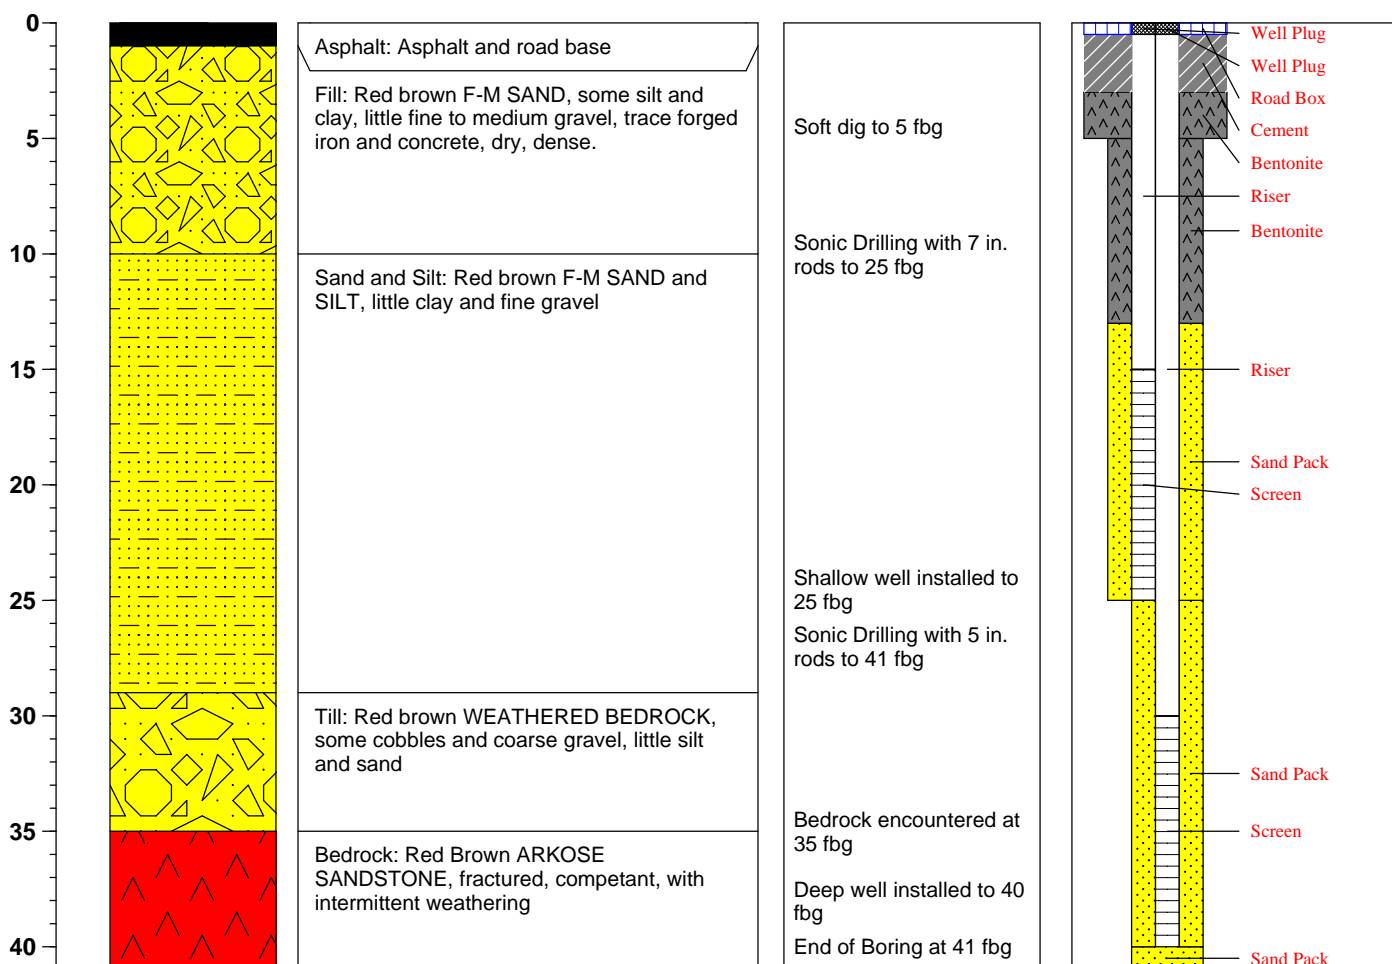 0
5
10
15
20
25
30
35
40
Asphalt: Asphalt and road base
Fill: Red brown F-M SAND, some silt and
clay, little fine to medium gravel, trace forged
iron and concrete, dry, dense.
Sand and Silt: Red brown F-M SAND and
SILT, little clay and fine gravel
Till: Red brown WEATHERED BEDROCK,
some cobbles and coarse gravel, little silt
and sand
Bedrock: Red Brown ARKOSE
SANDSTONE, fractured, competant, with
intermittent weathering
Soft dig to 5 fbg
Sonic Drilling with 7 in.
rods to 25 fbg
Shallow well installed to
25 fbg
Sonic Drilling with 5 in.
rods to 41 fbg
Bedrock encountered at
35 fbg
Deep well installed to 40
fbg
End of Boring at 41 fbg
Well Plug
Well Plug
Road Box
Cement
Bentonite
Riser
Bentonite
Riser
Sand Pack
Screen
Sand Pack
Screen
Sand Pack